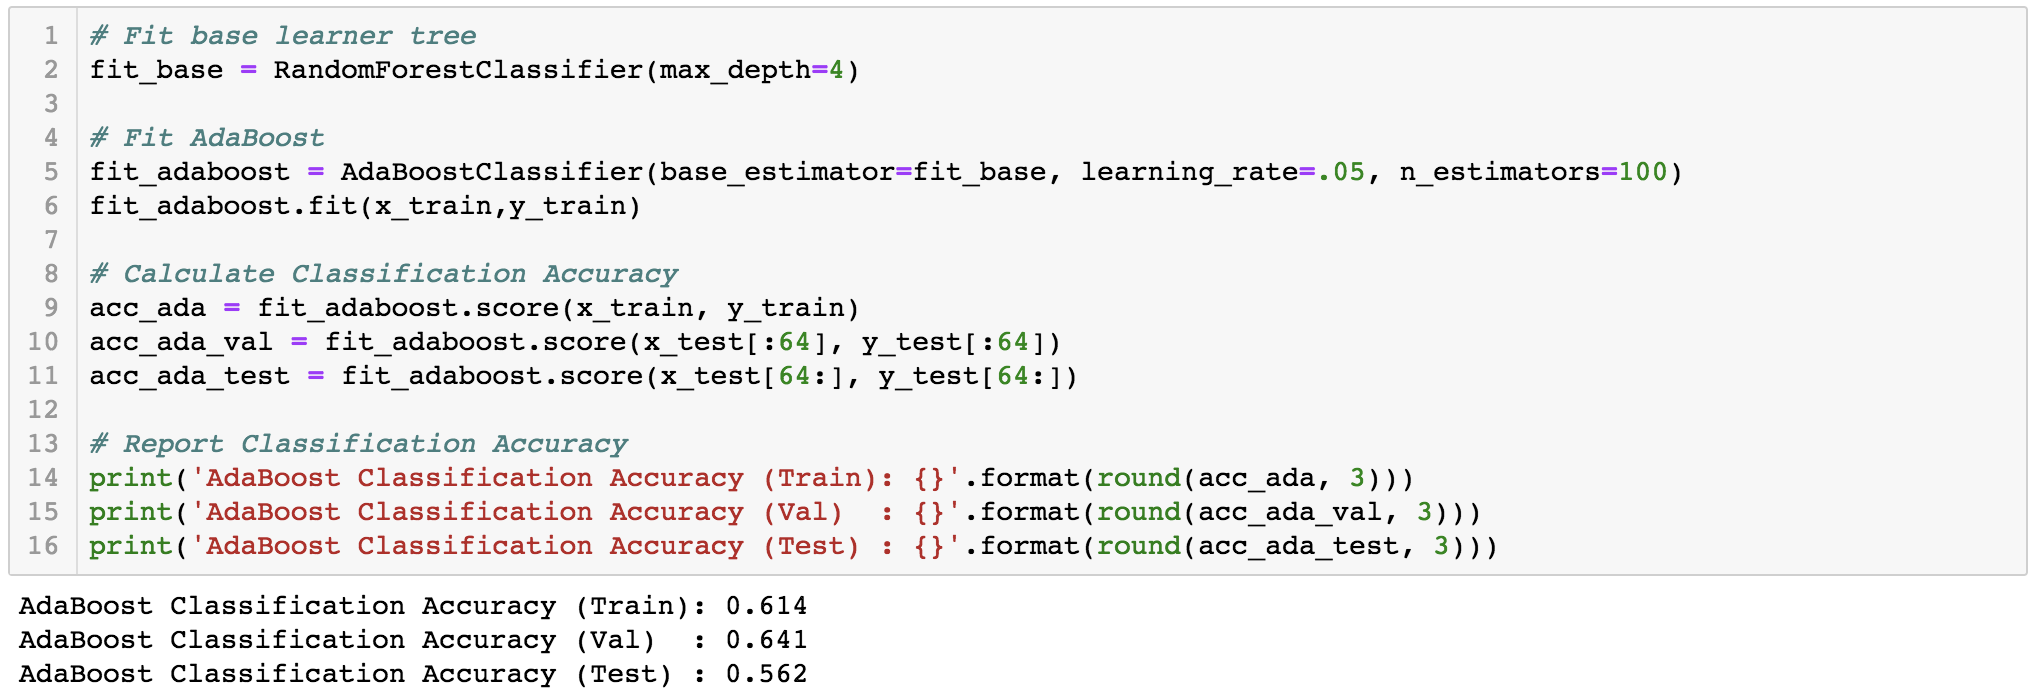 1 # Fit base learner tree
2 fit_base = RandomForestClassifier(max_depth=4)
3
4 # Fit AdaBoost
5 fit_adaboost = AdaBoostClassifier(base_estimator=fit_base, learning_rate=.05, n_estimators=100)
6 fit_adaboost.fit(x_train,y_train)
7
8 # Calculate Classification Accuracy
9 acc_ada = fit_adaboost.score(x_train, y_train)
10 acc_ada_val = fit_adaboost.score(x_test[:64], y_test[:64])
11 acc_ada_test = fit_adaboost.score(x_test[64:], y_test[64:])
12
13 # Report Classification Accuracy
14 print('AdaBoost Classification Accuracy (Train): {}'.format(round(acc_ada, 3)))
15 print('AdaBoost Classification Accuracy (Val)  : {}'.format(round(acc_ada_val, 3)))
16 print('AdaBoost Classification Accuracy (Test) : {}'.format(round(acc_ada_test, 3)))
AdaBoost Classification Accuracy (Train): 0.614
AdaBoost Classification Accuracy (Val)  : 0.641
AdaBoost Classification Accuracy (Test) : 0.562